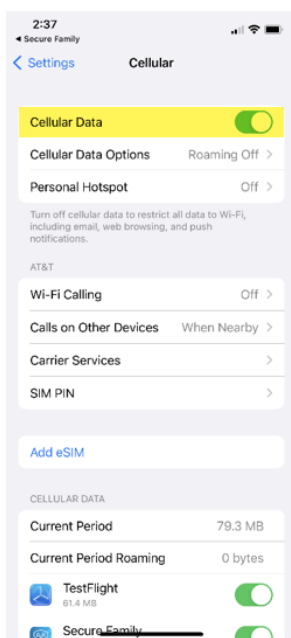 2:37
Secure Family
Settings
Cellular
Cellular Data
Cellular Data Options Roaming Off
Personal Hotspot Off
Turn off cellular data to restrict all data to Wi-Fi,
including email, web browsing, and push
notifications.
AT&T
Wi-Fi Calling Off
Calls on Other Devices When Nearby
Carrier Services
SIM PIN
Add eSIM
CELLULAR DATA
Current Period 79.3 MB
Current Period Roaming 0 bytes
TestFlight
61.4 MB
Secure Family